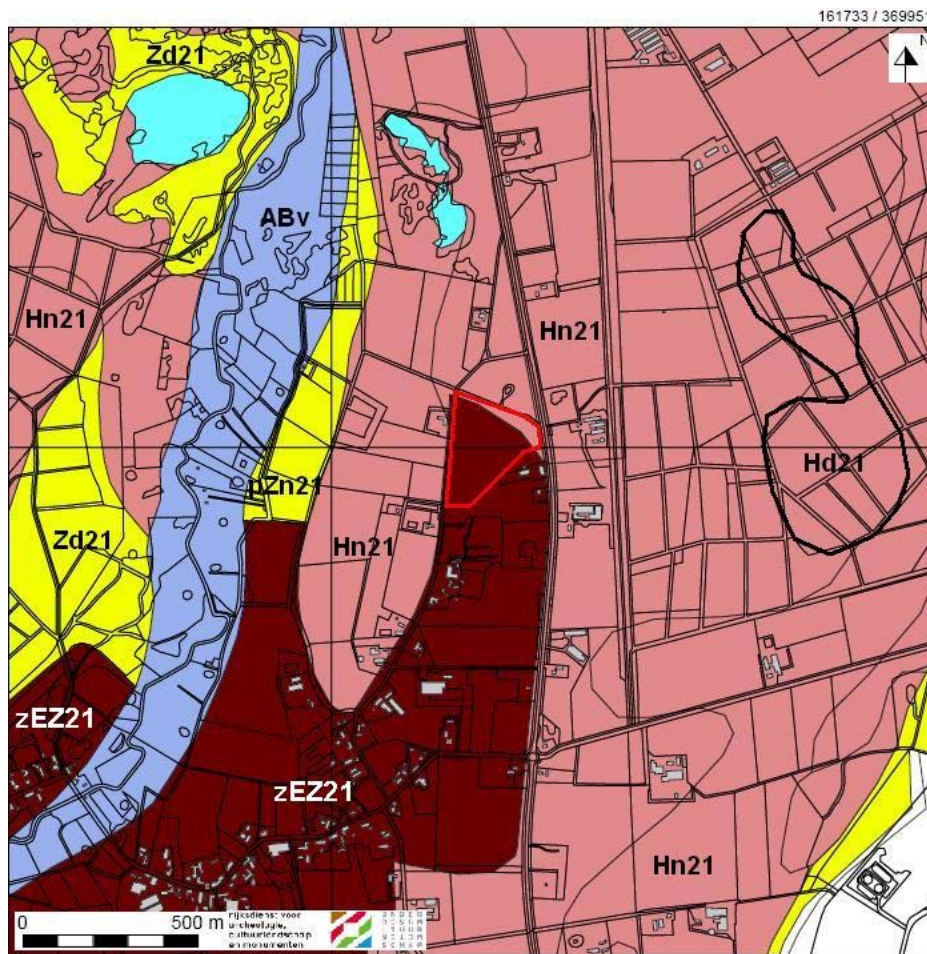 161733 / 369951
N
Zd21
ABv
Hn21
Hn21
Hd21
pZn21
Zd21
Hn21
zEZ21
zEZ21
Hn21
0 500 m
rijksdienst voor
archeologie,
cultuurlandschap
en monumenten